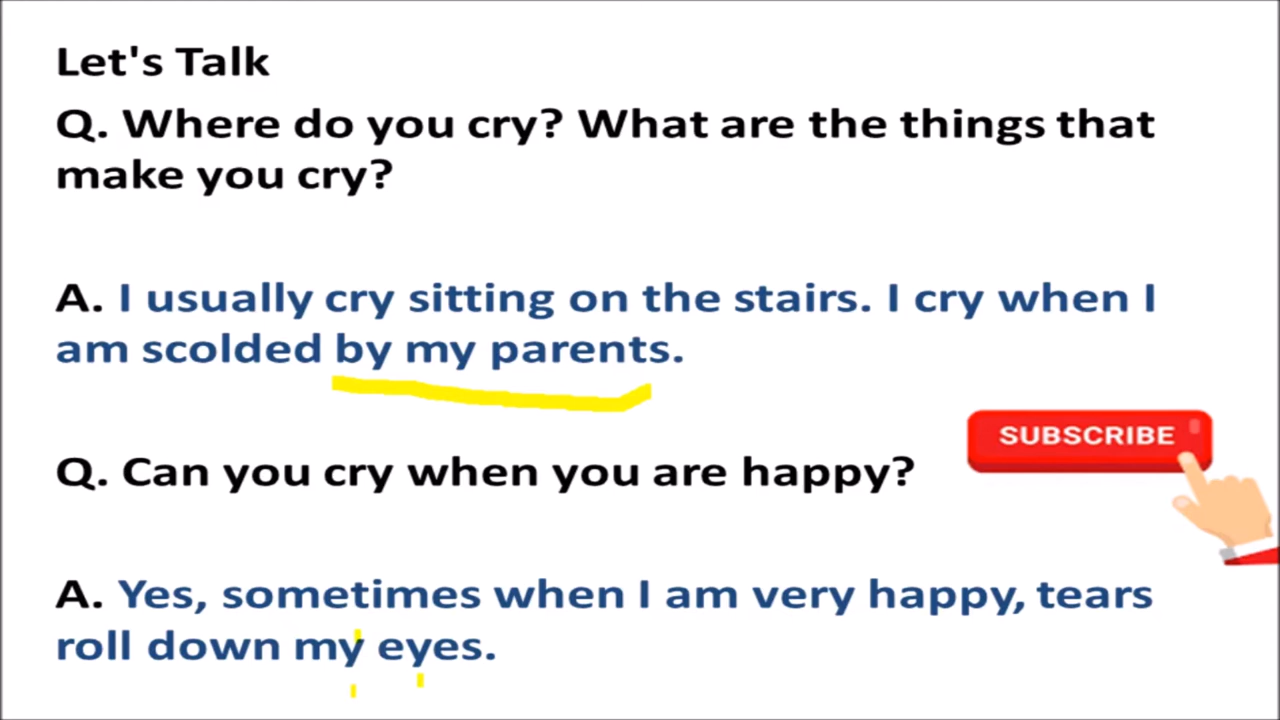 Let's Talk
Q. Where do you cry? What are the things that
make you cry?
A. I usually cry sitting on the stairs. I cry when I
am scolded by my parents.
SUBSCRIBE
Q. Can you cry when you are happy?
A. Yes, sometimes when I am very happy, tears
roll down my eyes.